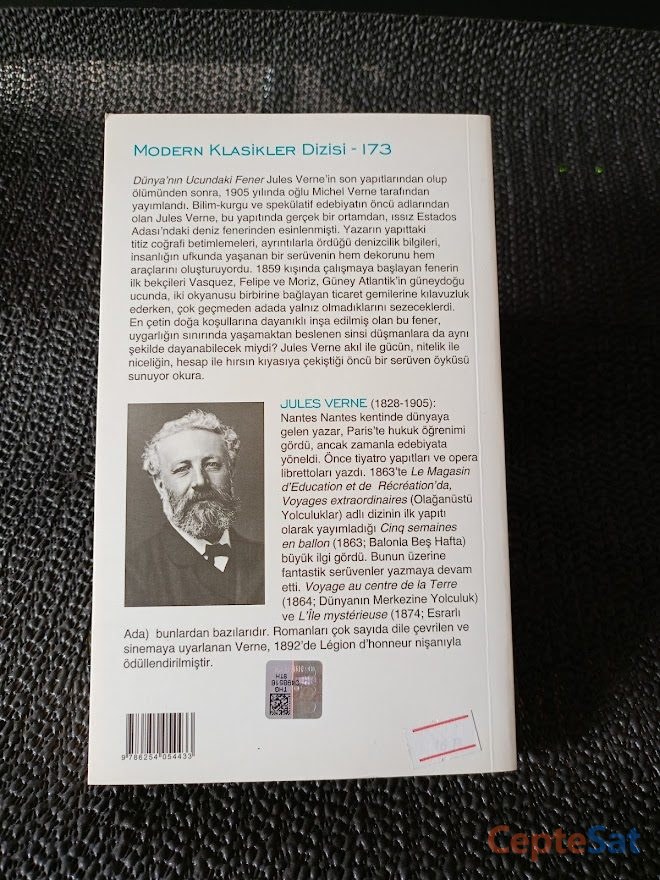 MODERN KLASİKLER DİZİSİ - 173
Dünya'nın Ucundaki Fener Jules Verne'in son yapıtlarından olup
ölümünden sonra, 1905 yılında oğlu Michel Verne tarafından
yayımlandı. Bilim-kurgu ve spekülatif edebiyatın öncü adlarından
olan Jules Verne, bu yapıtında gerçek bir ortamdan, ıssız Estados
Adası'ndaki deniz fenerinden esinlenmişti. Yazarın yapıttaki
titiz coğrafi betimlemeleri, ayrıntılarla ördüğü denizcilik bilgileri,
insanlığın ufkunda yaşanan bir serüvenin hem dekorunu hem
araçlarını oluşturuyordu. 1859 kışında çalışmaya başlayan fenerin
ilk bekçileri Vasquez, Felipe ve Moriz, Güney Atlantik'in güneydoğu
ucunda, iki okyanusu birbirine bağlayan ticaret gemilerine kılavuzluk
ederken, çok geçmeden adada yalnız olmadıklarını sezeceklerdi.
En çetin doğa koşullarına dayanıklı inşa edilmiş olan bu fener,
uygarlığın sınırında yaşamaktan beslenen sinsi düşmanlara da aynı
şekilde dayanabilecek miydi? Jules Verne akıl ile gücün, nitelik ile
niceliğin, hesap ile hırsın kıyasıya çekiştiği öncü bir serüven öyküsü
sunuyor okura.
JULES VERNE (1828-1905):
Nantes Nantes kentinde dünyaya
gelen yazar, Paris'te hukuk öğrenimi
gördü, ancak zamanla edebiyata
yöneldi. Önce tiyatro yapıtları ve opera
librettoları yazdı. 1863'te Le Magasin
d'Education et de Récréation'da,
Voyages extraordinaires (Olağanüstü
Yolculuklar) adlı dizinin ilk yapıtı
olarak yayımladığı Cinq semaines
en ballon (1863; Balonla Beş Hafta)
büyük ilgi gördü. Bunun üzerine
fantastik serüvenler yazmaya devam
etti. Voyage au centre de la Terre
(1864; Dünyanın Merkezine Yolculuk)
ve L'Île mystérieuse (1874; Esrarlı
Ada) bunlardan bazılarıdır. Romanları çok sayıda dile çevrilen ve
sinemaya uyarlanan Verne, 1892'de Légion d'honneur nişanıyla
ödüllendirilmiştir.
9786254054433
CepteSat